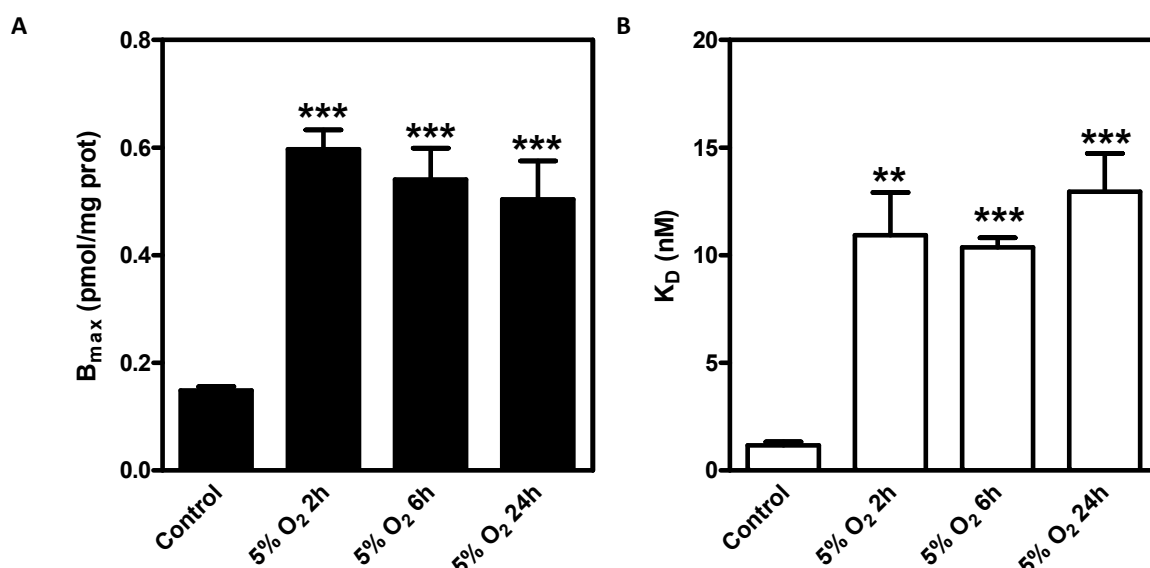 A
B
0.8
0.6
0.4
0.2
0.0
B_max (pmol/mg prot)
***
***
***
Control
5% O₂ 2h
5% O₂ 6h
5% O₂ 24h
20
15
10
5
0
K_D (nM)
**
***
***
Control
5% O₂ 2h
5% O₂ 6h
5% O₂ 24h